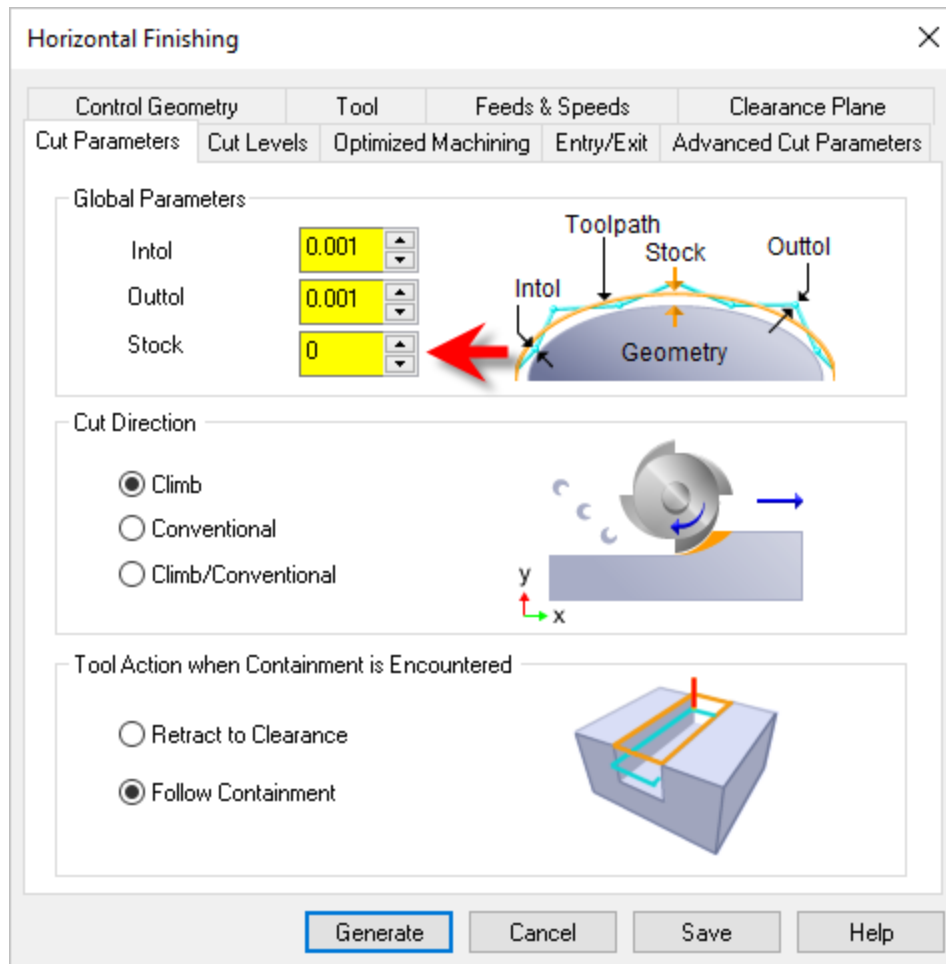 Horizontal Finishing
Control Geometry Tool Feeds & Speeds Clearance Plane
Cut Parameters Cut Levels Optimized Machining Entry/Exit Advanced Cut Parameters
Global Parameters
Intol 0.001
Outtol 0.001
Stock 0
Toolpath
Stock
Outtol
Intol
Geometry
Cut Direction
Climb
Conventional
Climb/Conventional
y
x
Tool Action when Containment is Encountered
Retract to Clearance
Follow Containment
Generate Cancel Save Help